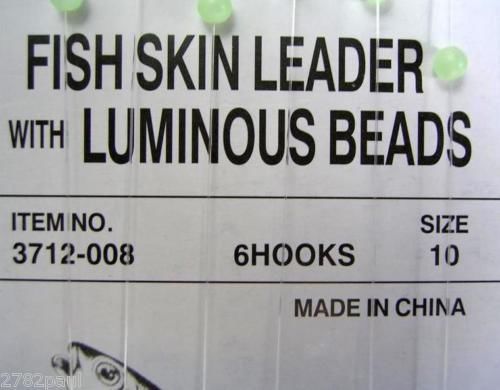 FISH SKIN LEADER
WITH LUMINOUS BEADS
ITEM NO. SIZE
3712-008 6HOOKS 10
MADE IN CHINA
2782paul